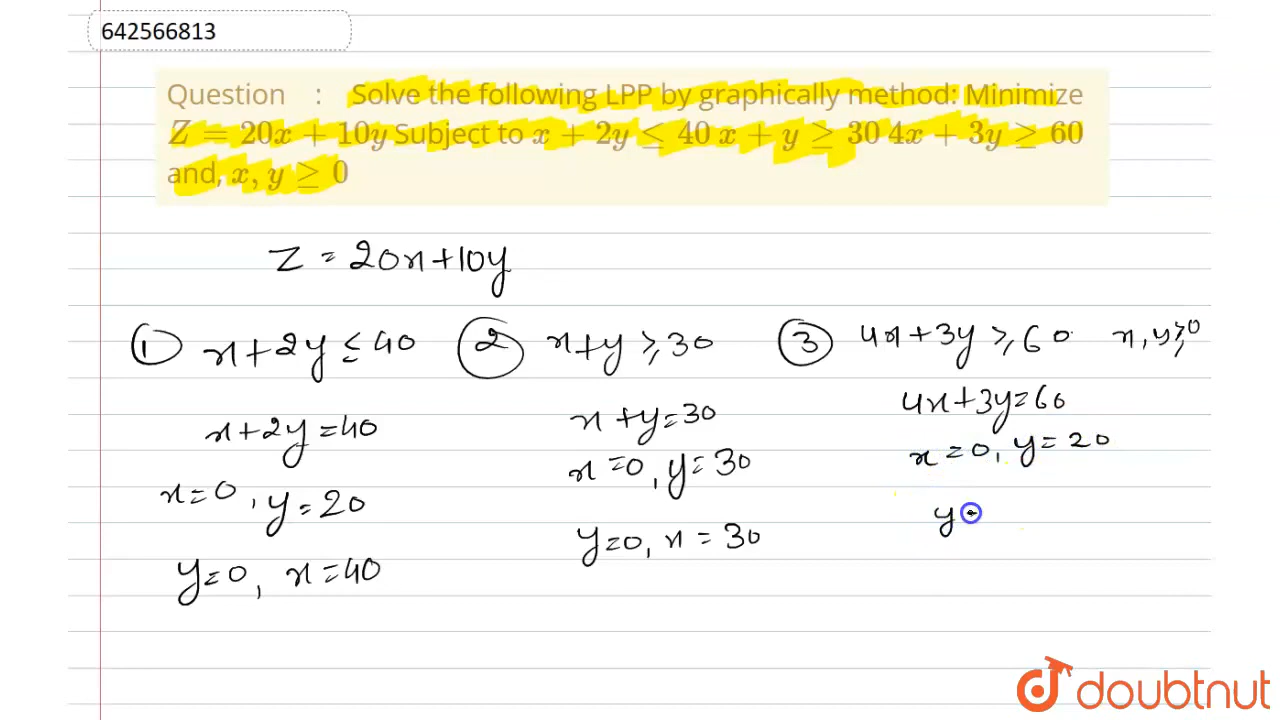 642566813
Question : Solve the following LPP by graphically method: Minimize
Z = 20x + 10y Subject to x + 2y ≤ 40 x + y ≥ 30 4x + 3y ≥ 60
and, x, y ≥ 0
Z = 20x+10y
① x+2y ≤ 40 ② x+y ≥ 30 ③ 4x+3y ≥ 60 x, y ≥ 0
x+2y=40
x=0, y=20
y=0, x=40
x+y=30
x=0, y=30
y=0, x=30
4x+3y=60
x=0, y=20
y=
doubtnut